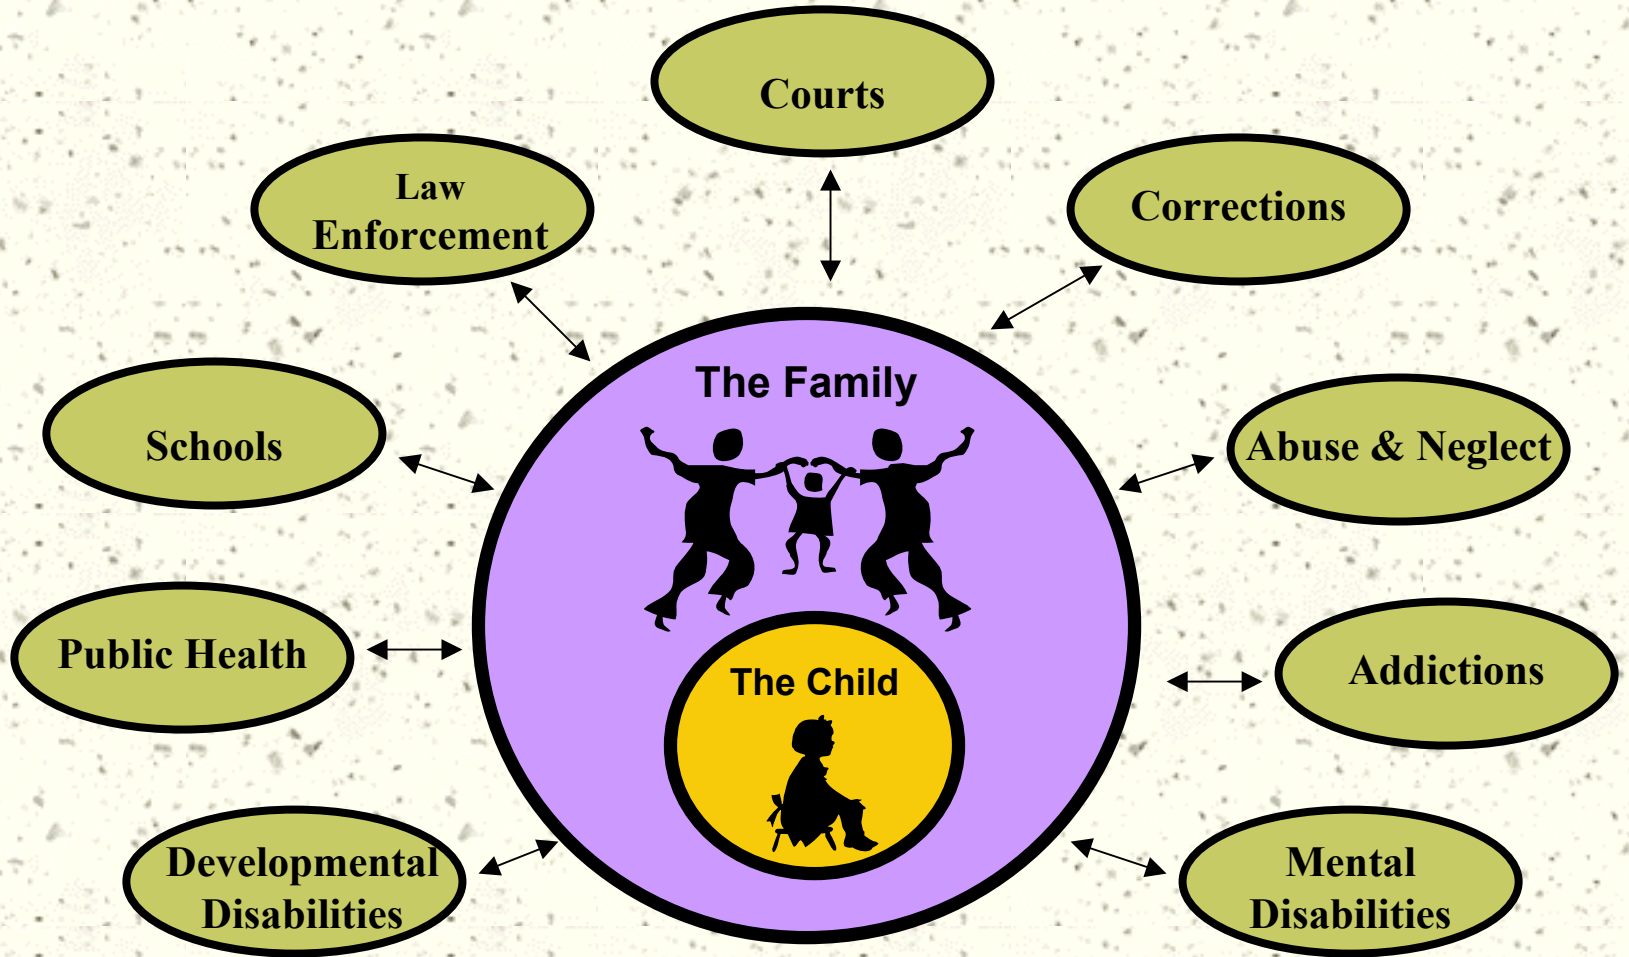 Courts
Law
Enforcement
Corrections
The Family
Schools
Abuse & Neglect
Public Health
The Child
Addictions
Developmental
Disabilities
Mental
Disabilities